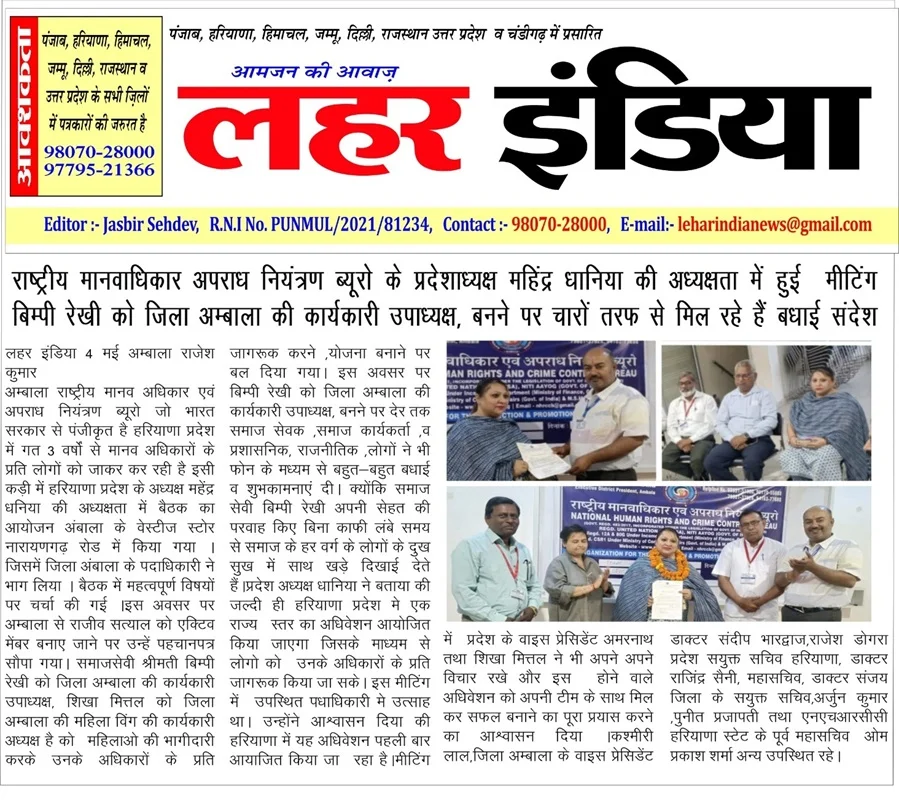 आवशकता
पंजाब, हरियाणा, हिमाचल,
जम्मू, दिल्ली, राजस्थान व
उत्तर प्रदेश के सभी ज़िलों
में पत्रकारों की जरुरत है
98070-28000
97795-21366
पंजाब, हरियाणा, हिमाचल, जम्मू, दिल्ली, राजस्थान उत्तर प्रदेश व चंडीगढ़ में प्रसारित
आमजन की आवाज़
लहर इंडिया
Editor :- Jasbir Sehdev, R.N.I No. PUNMUL/2021/81234, Contact :- 98070-28000, E-mail:- leharindianews@gmail.com
राष्ट्रीय मानवाधिकार अपराध नियंत्रण ब्यूरो के प्रदेशाध्यक्ष महिंद्र धानिया की अध्यक्षता में हुई मीटिंग
बिम्पी रेखी को जिला अम्बाला की कार्यकारी उपाध्यक्ष, बनने पर चारों तरफ से मिल रहे हैं बधाई संदेश
लहर इंडिया 4 मई अम्बाला राजेश
कुमार
अम्बाला राष्ट्रीय मानव अधिकार एवं
अपराध नियंत्रण ब्यूरो जो भारत
सरकार से पंजीकृत है हरियाणा प्रदेश
में गत 3 वर्षो से मानव अधिकारों के
प्रति लोगों को जाकर कर रही है इसी
कड़ी में हरियाणा प्रदेश के अध्यक्ष महेंद्र
धनिया की अध्यक्षता में बैठक का
आयोजन अंबाला के वेस्टीज स्टोर
नारायणगढ़ रोड में किया गया ।
जिसमें जिला अंबाला के पदाधिकारी ने
भाग लिया । बैठक में महत्वपूर्ण विषयों
पर चर्चा की गई ।इस अवसर पर
अम्बाला से राजीव सत्याल को एक्टिव
मेंबर बनाए जाने पर उन्हें पहचानपत्र
सौपा गया। समाजसेवी श्रीमती बिम्पी
रेखी को जिला अम्बाला की कार्यकारी
उपाध्यक्ष, शिखा मित्तल को जिला
अम्बाला की महिला विंग की कार्यकारी
अध्यक्ष है को महिलाओ की भागीदारी
करके उनके अधिकारों के प्रति
जागरूक करने ,योजना बनाने पर
बल दिया गया। इस अवसर पर
बिम्पी रेखी को जिला अम्बाला की
कार्यकारी उपाध्यक्ष, बनने पर देर तक
समाज सेवक ,समाज कार्यकर्ता ,व
प्रशासनिक, राजनीतिक ,लोगों ने भी
फोन के मध्यम से बहुत–बहुत बधाई
व शुभकामनाएं दी। क्योंकि समाज
सेवी बिम्पी रेखी अपनी सेहत की
परवाह किए बिना काफी लंबे समय
से समाज के हर वर्ग के लोगों के दुख
सुख में साथ खड़े दिखाई देते
हैं।प्रदेश अध्यक्ष धानिया ने बताया की
जल्दी ही हरियाणा प्रदेश मे एक
राज्य स्तर का अधिवेशन आयोजित
किया जाएगा जिसके माध्यम से
लोगो को उनके अधिकारों के प्रति
जागरूक किया जा सके। इस मीटिंग
में उपस्थित पधाधिकारी मे उत्साह
था। उन्होंने आश्वासन दिया की
हरियाणा में यह अधिवेशन पहली बार
आयाजित किया जा रहा है।मीटिंग
राष्ट्रीय मानवाधिकार एवं अपराध नि
NATIONAL HUMAN RIGHTS AND CRIME CONTR
में प्रदेश के वाइस प्रेसिडेंट अमरनाथ
तथा शिखा मित्तल ने भी अपने अपने
विचार रखे और इस होने वाले
अधिवेशन को अपनी टीम के साथ मिल
कर सफल बनाने का पूरा प्रयास करने
का आश्वासन दिया ।कश्मीरी
लाल,जिला अम्बाला के वाइस प्रेसिडेंट
डाक्टर संदीप भारद्वाज,राजेश डोगरा
प्रदेश सयुक्त सचिव हरियाणा, डाक्टर
राजिंद्र सैनी, महासचिव, डाक्टर संजय
जिला के सयुक्त सचिव,अर्जुन कुमार
,पुनीत प्रजापती तथा एनएचआरसीसी
हरियाणा स्टेट के पूर्व महासचिव ओम
प्रकाश शर्मा अन्य उपस्थित रहे।